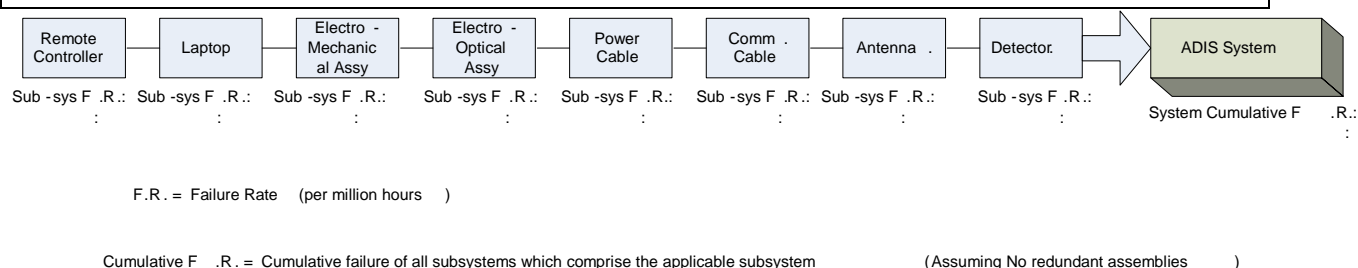 Remote Controller
Laptop
Electro - Mechanic al Assy
Electro - Optical Assy
Power Cable
Comm . Cable
Antenna .
Detector.
ADIS System
Sub -sys F .R.: Sub -sys F .R.: Sub -sys F .R.: Sub -sys F .R.: Sub -sys F .R.: Sub -sys F .R.: Sub -sys F .R.: Sub -sys F .R.:
: : : : : : : :
System Cumulative F .R.:
:
F.R. = Failure Rate (per million hours )
Cumulative F .R. = Cumulative failure of all subsystems which comprise the applicable subsystem (Assuming No redundant assemblies )